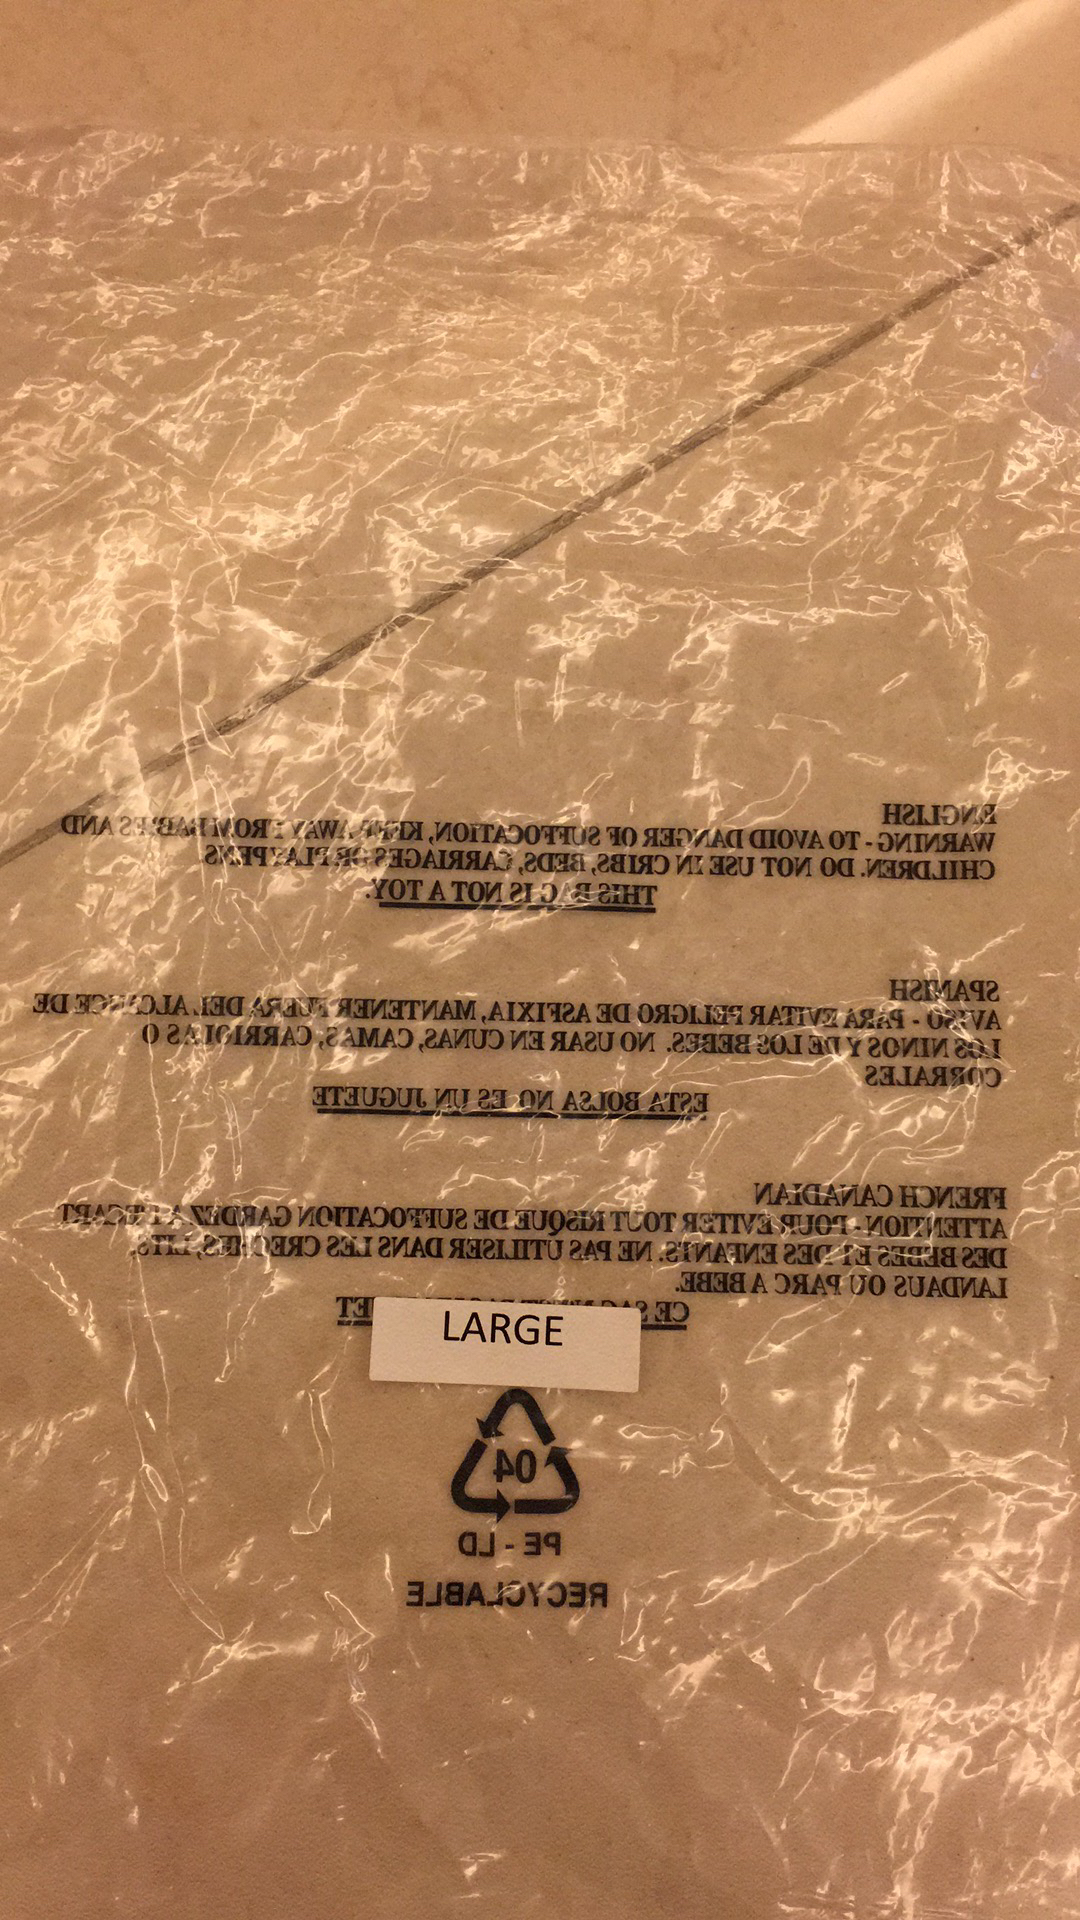 ENGLISH
WARNING - TO AVOID DANGER OF SUFFOCATION, KEEP AWAY FROM BABIES AND
CHILDREN. DO NOT USE IN CRIBS, BEDS, CARRIAGES OR PLAYPENS.
THIS BAG IS NOT A TOY.
SPANISH
AVISO - PARA EVITAR PELIGRO DE ASFIXIA, MANTENER FUERA DEL ALCANCE DE
LOS NINOS Y DE LOS BEBES. NO USAR EN CUNAS, CAMAS, CARRIOLAS O
CORRALES
ESTA BOLSA NO ES UN JUGUETE
FRENCH CANADIAN
ATTENTION - POUR EVITER TOUT RISQUE DE SUFFOCATION GARDEZ A L'ECART
DES BEBES ET DES ENFANTS. NE PAS UTILISER DANS LES CRECHES, LITS,
LANDAUS OU PARC A BEBE.
CE SAC
LARGE
04
PE - LD
RECYCLABLE